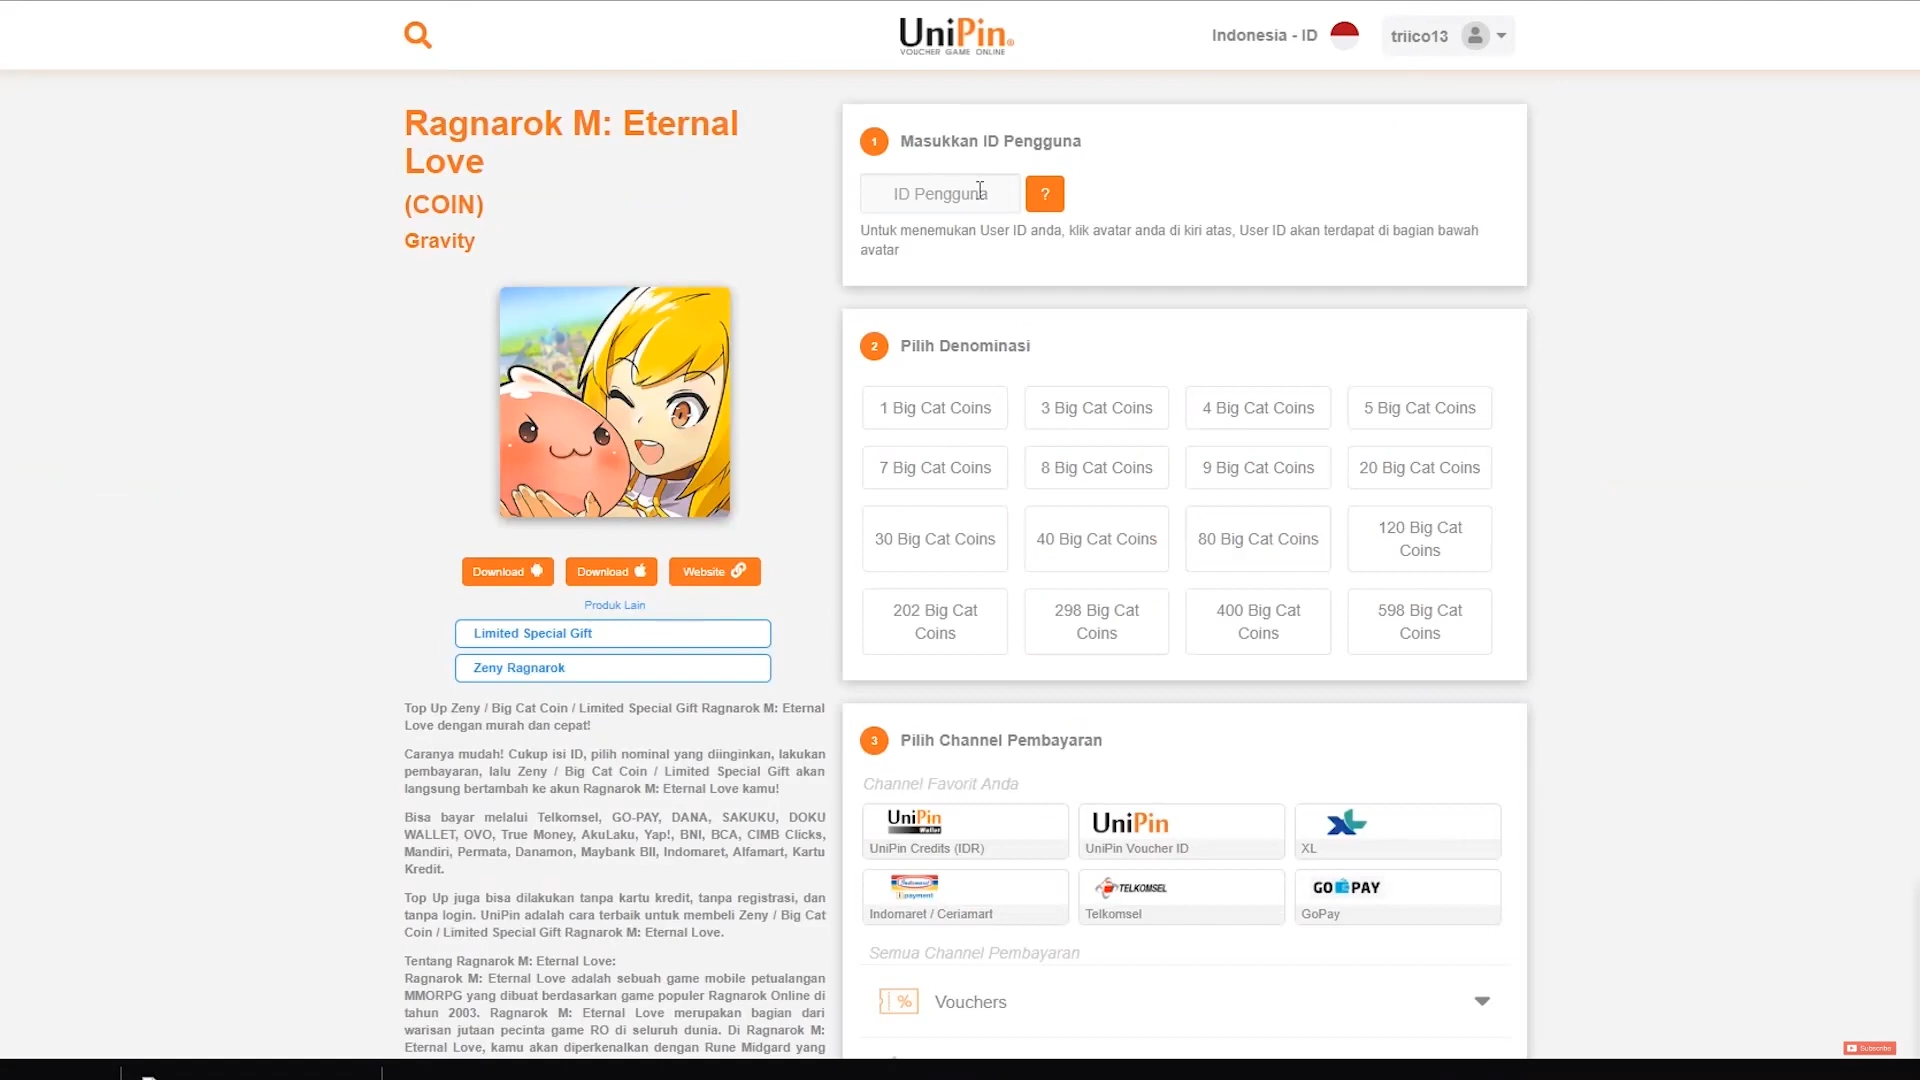 UniPin®
VOUCHER GAME ONLINE
Indonesia - ID
triico13
Ragnarok M: Eternal
Love
(COIN)
Gravity
Download
Download
Website
Produk Lain
Limited Special Gift
Zeny Ragnarok
Top Up Zeny / Big Cat Coin / Limited Special Gift Ragnarok M: Eternal
Love dengan murah dan cepat!
Caranya mudah! Cukup isi ID, pilih nominal yang diinginkan, lakukan
pembayaran, lalu Zeny / Big Cat Coin / Limited Special Gift akan
langsung bertambah ke akun Ragnarok M: Eternal Love kamu!
Bisa bayar melalui Telkomsel, GO-PAY, DANA, SAKUKU, DOKU
WALLET, OVO, True Money, AkuLaku, Yap!, BNI, BCA, CIMB Clicks,
Mandiri, Permata, Danamon, Maybank BII, Indomaret, Alfamart, Kartu
Kredit.
Top Up juga bisa dilakukan tanpa kartu kredit, tanpa registrasi, dan
tanpa login. UniPin adalah cara terbaik untuk membeli Zeny / Big Cat
Coin / Limited Special Gift Ragnarok M: Eternal Love.
Tentang Ragnarok M: Eternal Love:
Ragnarok M: Eternal Love adalah sebuah game mobile petualangan
MMORPG yang dibuat berdasarkan game populer Ragnarok Online di
tahun 2003. Ragnarok M: Eternal Love merupakan bagian dari
warisan jutaan pecinta game RO di seluruh dunia. Di Ragnarok M:
Eternal Love, kamu akan diperkenalkan dengan Rune Midgard yang
1 Masukkan ID Pengguna
ID Pengguna ?
Untuk menemukan User ID anda, klik avatar anda di kiri atas, User ID akan terdapat di bagian bawah
avatar
2 Pilih Denominasi
1 Big Cat Coins
3 Big Cat Coins
4 Big Cat Coins
5 Big Cat Coins
7 Big Cat Coins
8 Big Cat Coins
9 Big Cat Coins
20 Big Cat Coins
30 Big Cat Coins
40 Big Cat Coins
80 Big Cat Coins
120 Big Cat
Coins
202 Big Cat
Coins
298 Big Cat
Coins
400 Big Cat
Coins
598 Big Cat
Coins
3 Pilih Channel Pembayaran
Channel Favorit Anda
UniPin
Wallet
UniPin Credits (IDR)
UniPin
UniPin Voucher ID
XL
XL
Indomaret
i.payment
Indomaret / Ceriamart
TELKOMSEL
Telkomsel
GO PAY
GoPay
Semua Channel Pembayaran
% Vouchers
Subscribe